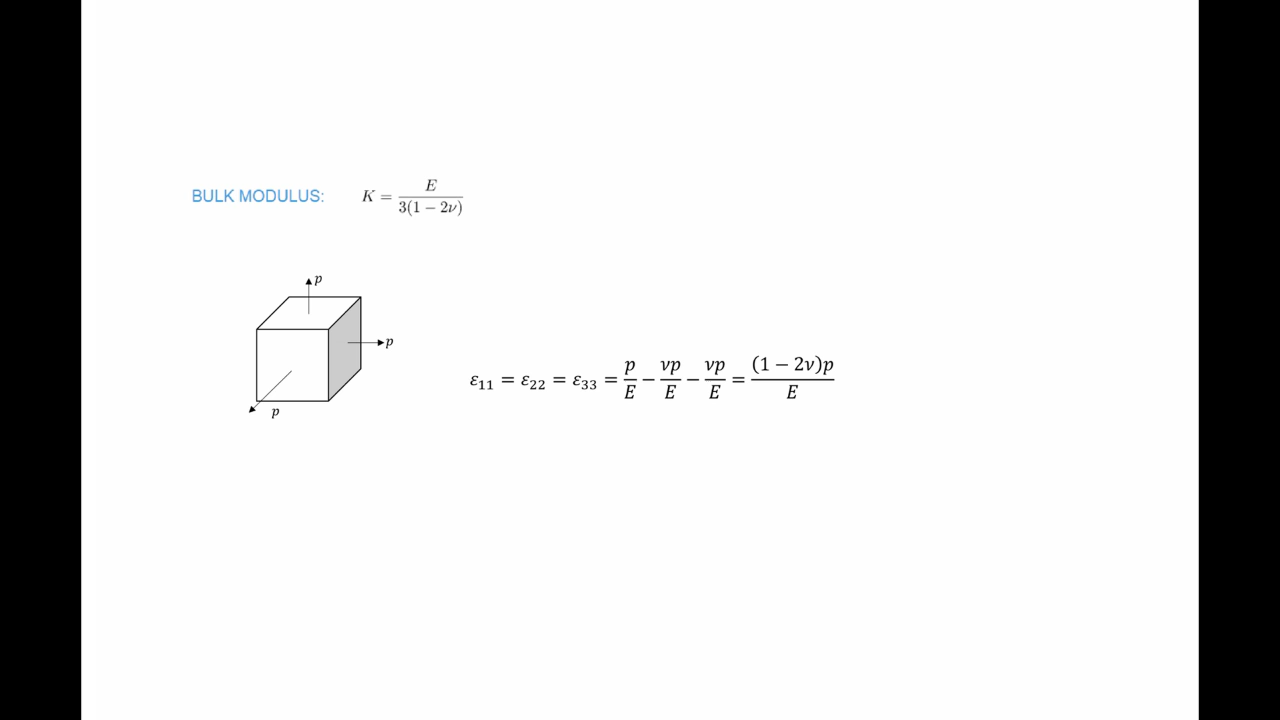 BULK MODULUS: K = E / 3(1 − 2ν)
p
p
p
ε₁₁ = ε₂₂ = ε₃₃ = p/E − νp/E − νp/E = (1 − 2ν)p/E